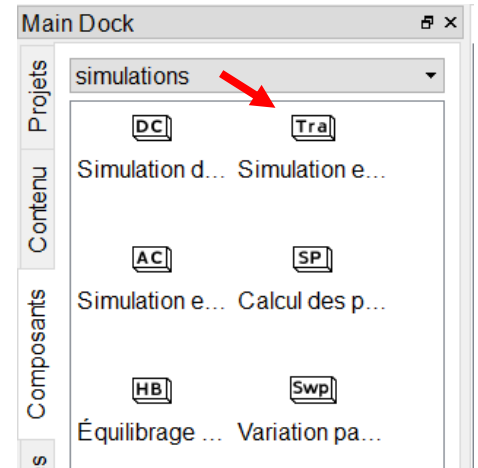 Main Dock
Projets
Contenu
Composants
s
simulations
DC
Tra
Simulation d...
Simulation e...
AC
SP
Simulation e...
Calcul des p...
HB
Swp
Équilibrage ...
Variation pa...